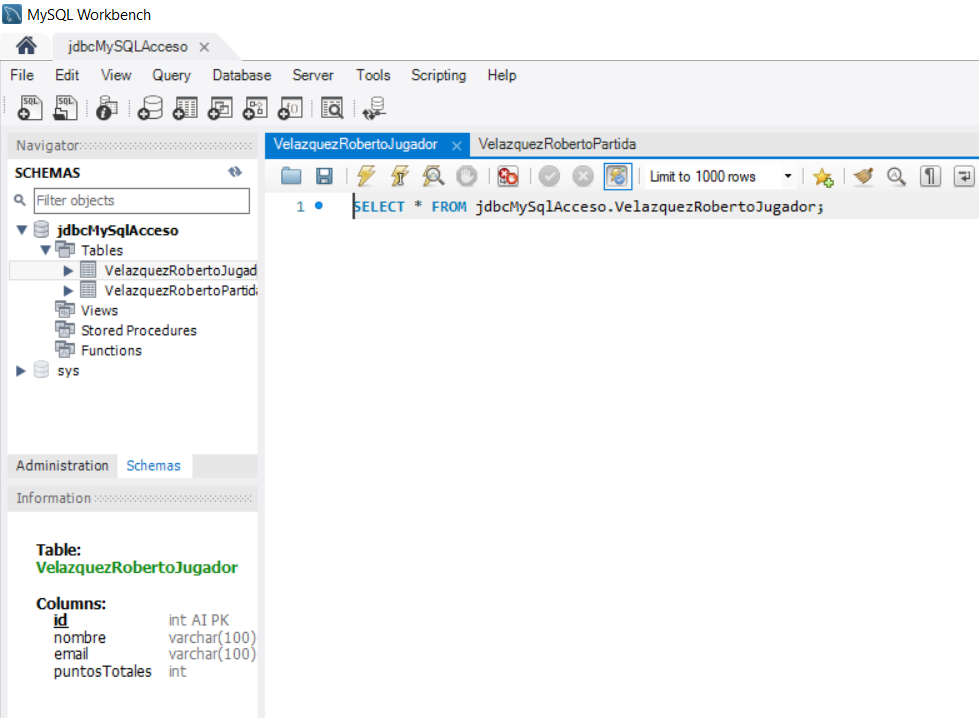 MySQL Workbench
jdbcMySQLAcceso
File Edit View Query Database Server Tools Scripting Help
Navigator
SCHEMAS
Filter objects
jdbcMySqlAcceso
Tables
VelazquezRobertoJugad
VelazquezRobertoPartida
Views
Stored Procedures
Functions
sys
Administration Schemas
Information
Table:
VelazquezRobertoJugador
Columns:
id int AI PK
nombre varchar(100)
email varchar(100)
puntosTotales int
VelazquezRobertoJugador VelazquezRobertoPartida
Limit to 1000 rows
1 SELECT * FROM jdbcMySqlAcceso.VelazquezRobertoJugador;